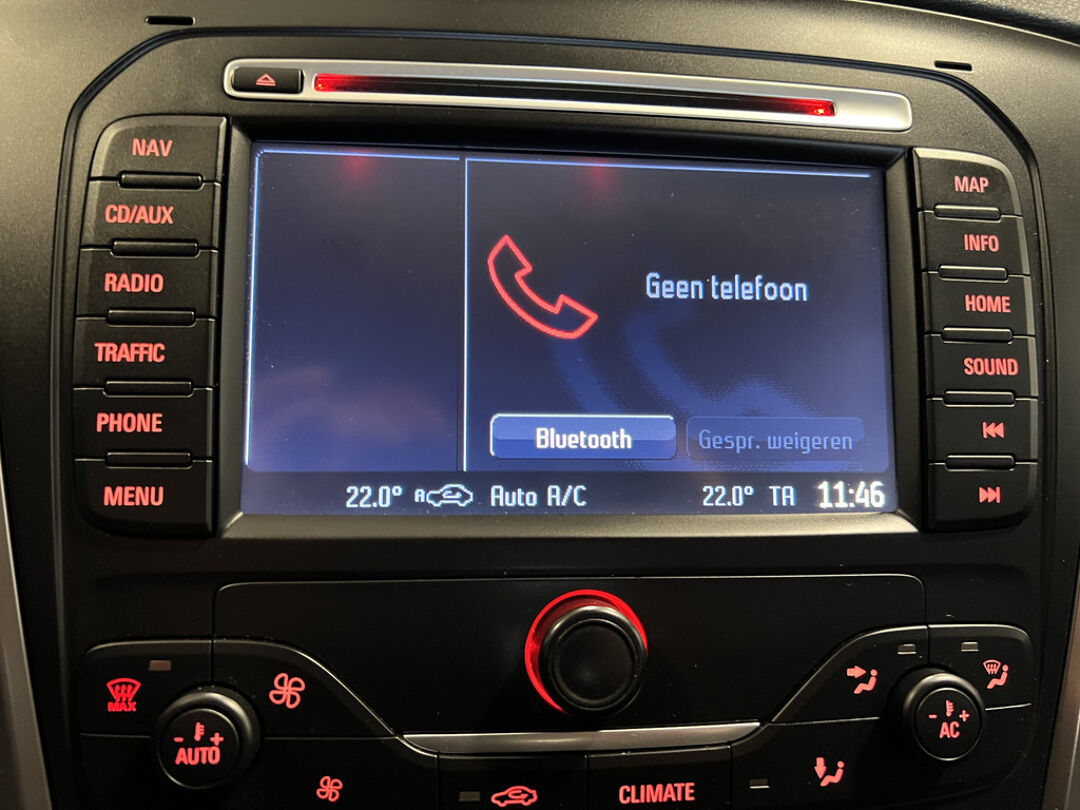 NAV
CD/AUX
RADIO
TRAFFIC
PHONE
MENU
Geen telefoon
Bluetooth
Gespr. weigeren
22.0° A Auto A/C 22.0° TA 11:46
MAP
INFO
HOME
SOUND
MAX
- +
AUTO
CLIMATE
- +
AC